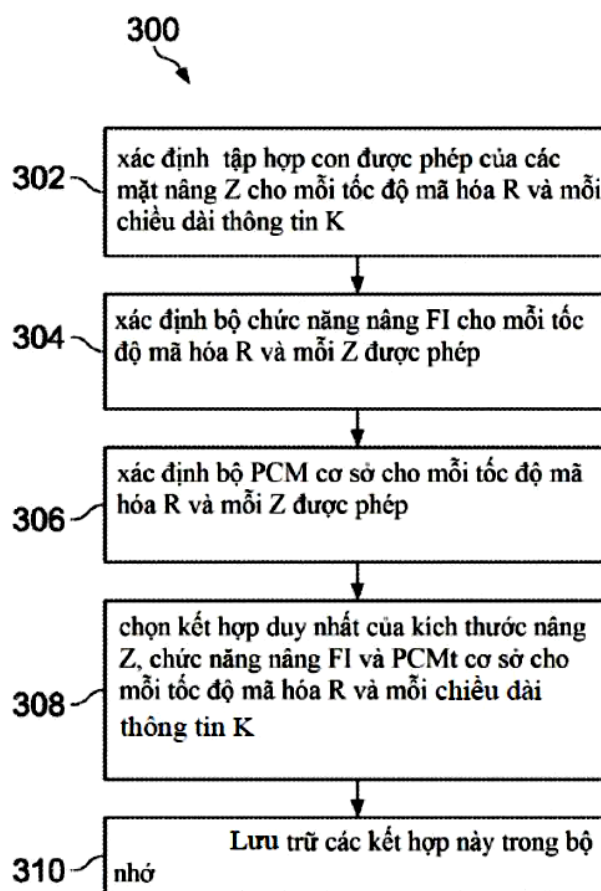 300
302
xác định tập hợp con được phép của các
mặt nâng Z cho mỗi tốc độ mã hóa R và mỗi
chiều dài thông tin K
304
xác định bộ chức năng nâng FI cho mỗi tốc
độ mã hóa R và mỗi Z được phép
306
xác định bộ PCM cơ sở cho mỗi tốc độ mã
hóa R và mỗi Z được phép
308
chọn kết hợp duy nhất của kích thước nâng
Z, chức năng nâng FI và PCMt cơ sở cho
mỗi tốc độ mã hóa R và mỗi chiều dài
thông tin K
310
Lưu trữ các kết hợp này trong bộ
nhớ